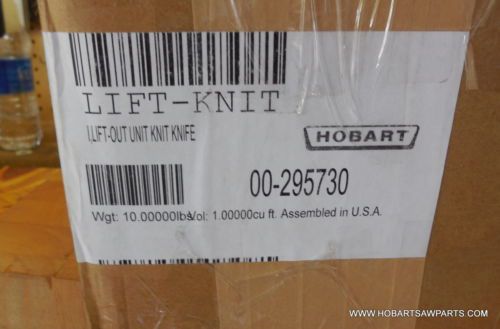 LIFT-KNIT
LIFT-OUT UNIT KNIT KNIFE
HOBART
00-295730
Wgt: 10.00000lbs Vol: 1.00000cu ft. Assembled in U.S.A.
WWW.HOBARTSAWPARTS.COM